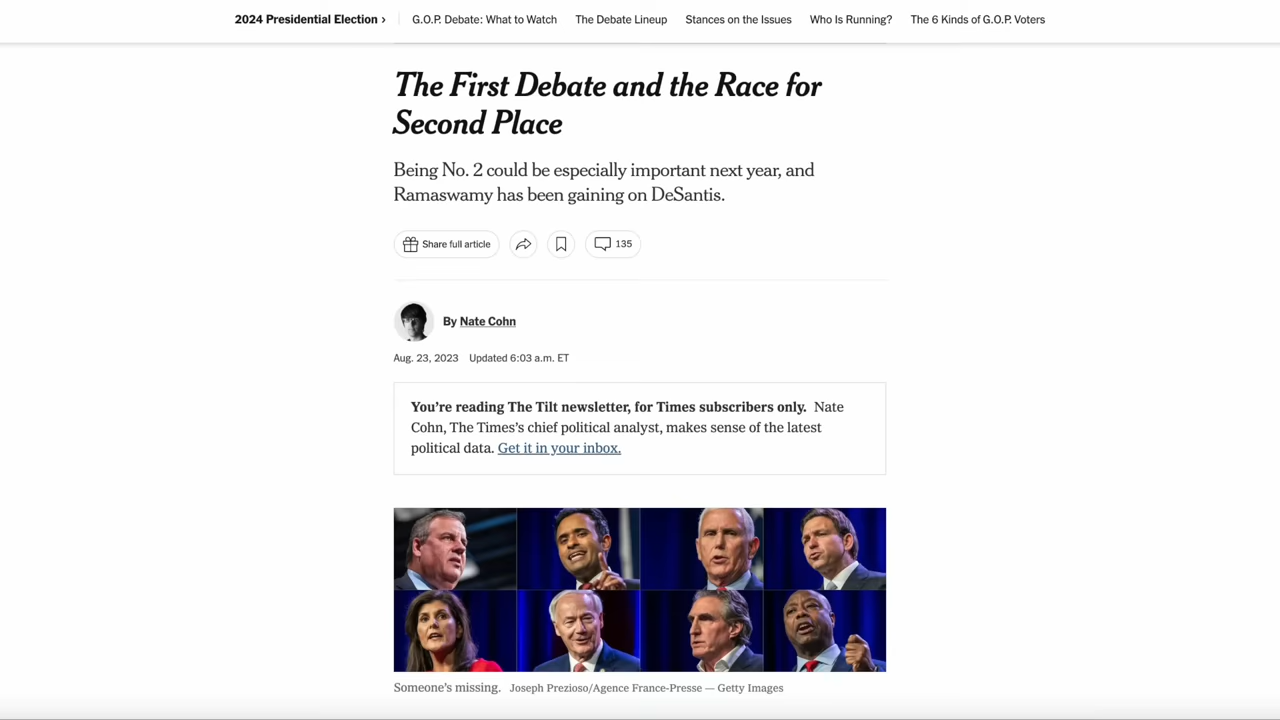 2024 Presidential Election › G.O.P. Debate: What to Watch The Debate Lineup Stances on the Issues Who Is Running? The 6 Kinds of G.O.P. Voters
The First Debate and the Race for
Second Place
Being No. 2 could be especially important next year, and
Ramaswamy has been gaining on DeSantis.
Share full article 135
By Nate Cohn
Aug. 23, 2023 Updated 6:03 a.m. ET
You’re reading The Tilt newsletter, for Times subscribers only. Nate
Cohn, The Times’s chief political analyst, makes sense of the latest
political data. Get it in your inbox.
Someone’s missing. Joseph Prezioso/Agence France-Presse — Getty Images